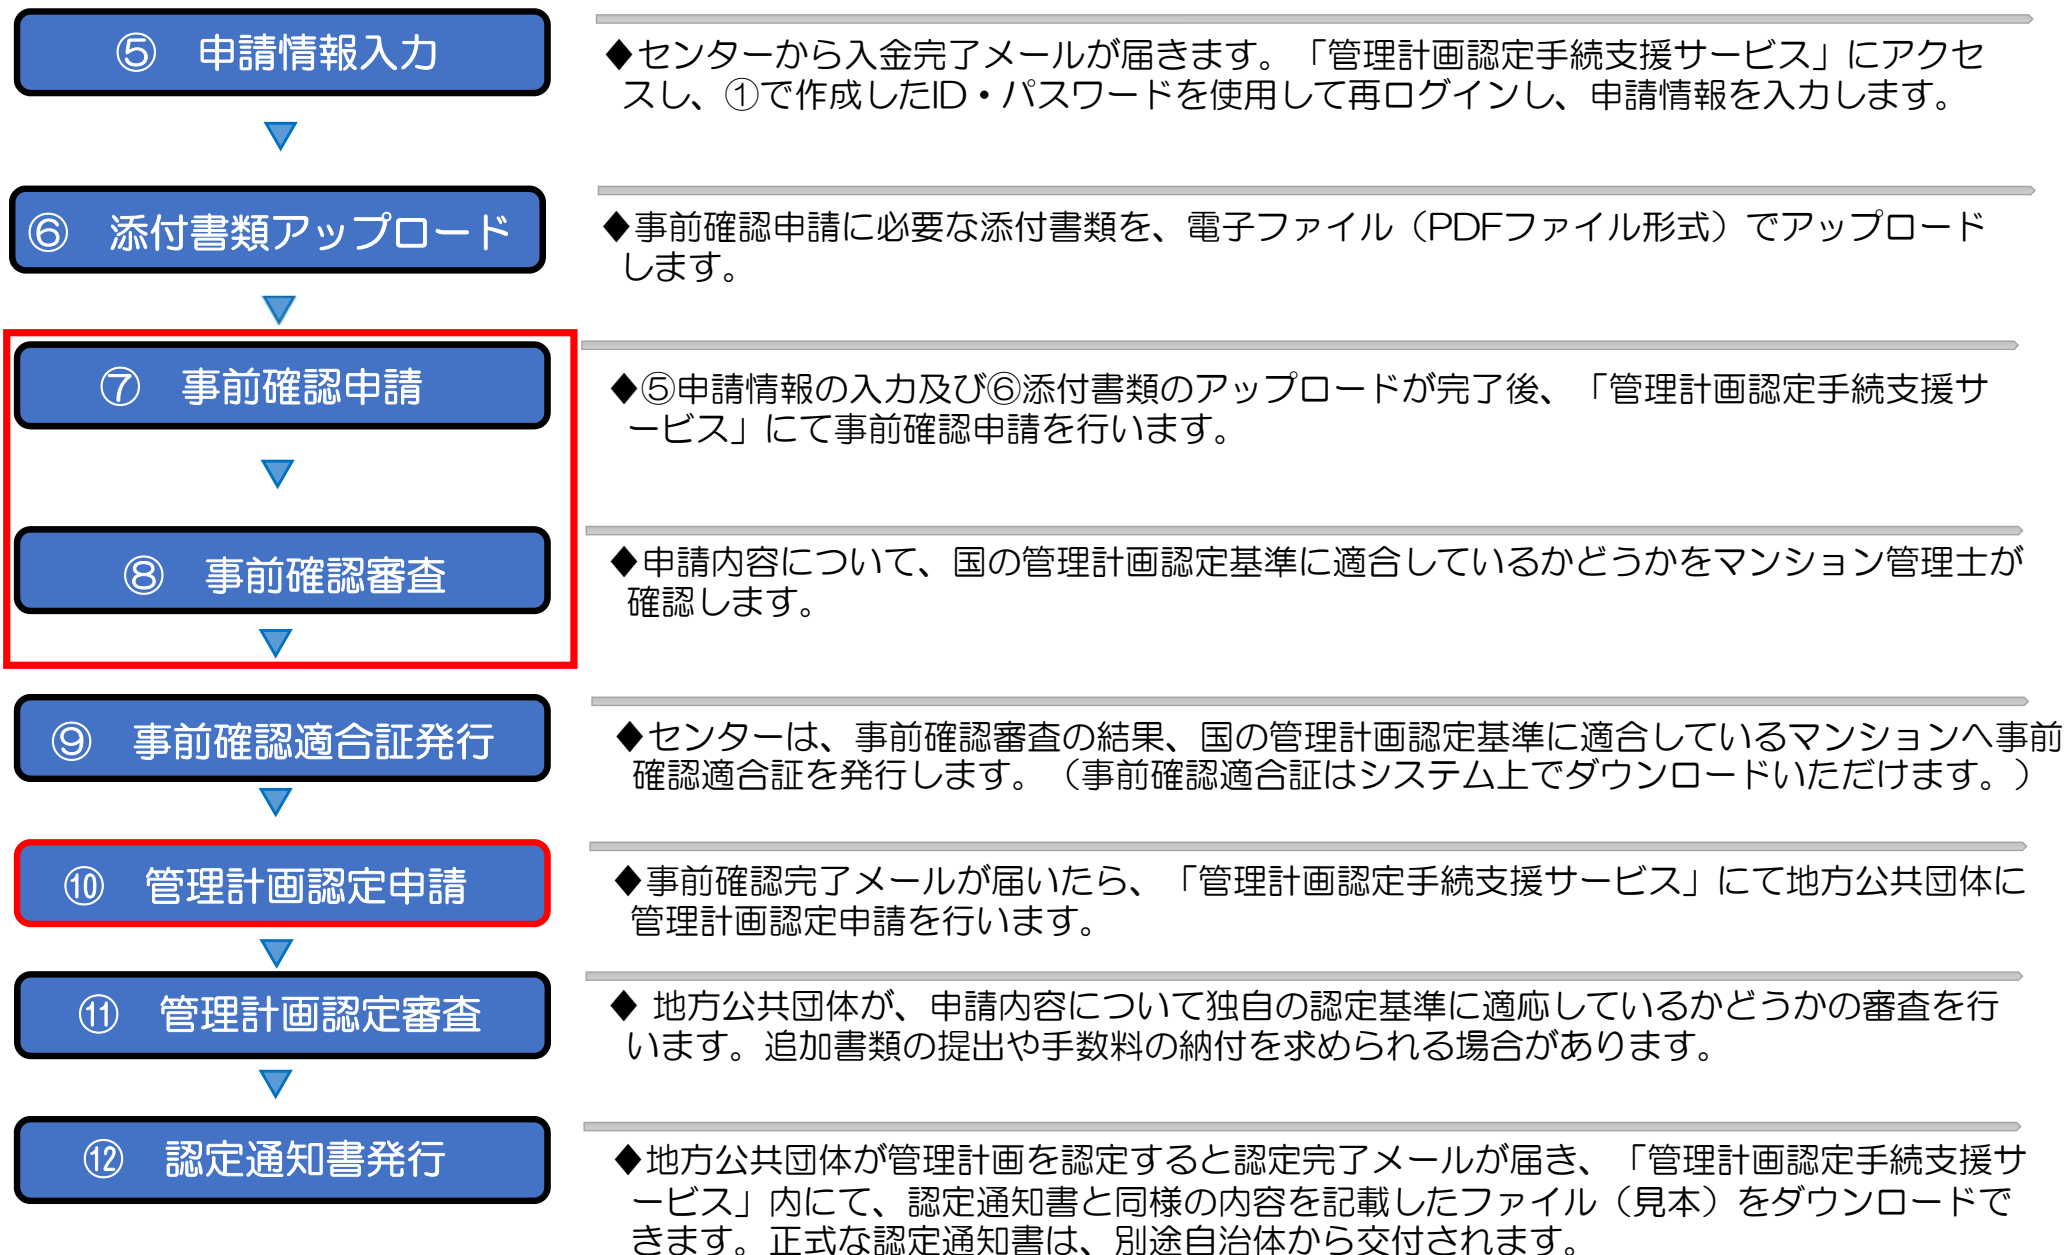 ⑤　申請情報入力
◆センターから入金完了メールが届きます。「管理計画認定手続支援サービス」にアクセ
スし、①で作成したID・パスワードを使用して再ログインし、申請情報を入力します。
⑥　添付書類アップロード
◆事前確認申請に必要な添付書類を、電子ファイル（PDFファイル形式）でアップロード
します。
⑦　事前確認申請
◆⑤申請情報の入力及び⑥添付書類のアップロードが完了後、「管理計画認定手続支援サ
ービス」にて事前確認申請を行います。
⑧　事前確認審査
◆申請内容について、国の管理計画認定基準に適合しているかどうかをマンション管理士が
確認します。
⑨　事前確認適合証発行
◆センターは、事前確認審査の結果、国の管理計画認定基準に適合しているマンションへ事前
確認適合証を発行します。（事前確認適合証はシステム上でダウンロードいただけます。）
⑩　管理計画認定申請
◆事前確認完了メールが届いたら、「管理計画認定手続支援サービス」にて地方公共団体に
管理計画認定申請を行います。
⑪　管理計画認定審査
◆ 地方公共団体が、申請内容について独自の認定基準に適応しているかどうかの審査を行
います。追加書類の提出や手数料の納付を求められる場合があります。
⑫　認定通知書発行
◆地方公共団体が管理計画を認定すると認定完了メールが届き、「管理計画認定手続支援サ
ービス」内にて、認定通知書と同様の内容を記載したファイル（見本）をダウンロードで
きます。正式な認定通知書は、別途自治体から交付されます。